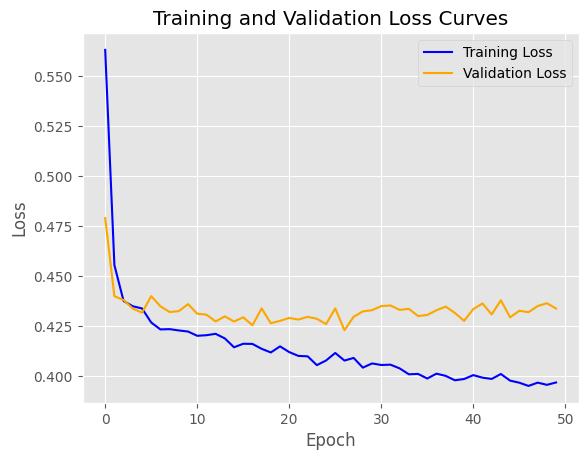 Training and Validation Loss Curves
Training Loss
Validation Loss
0.550
0.525
0.500
0.475
0.450
0.425
0.400
Loss
0
10
20
30
40
50
Epoch